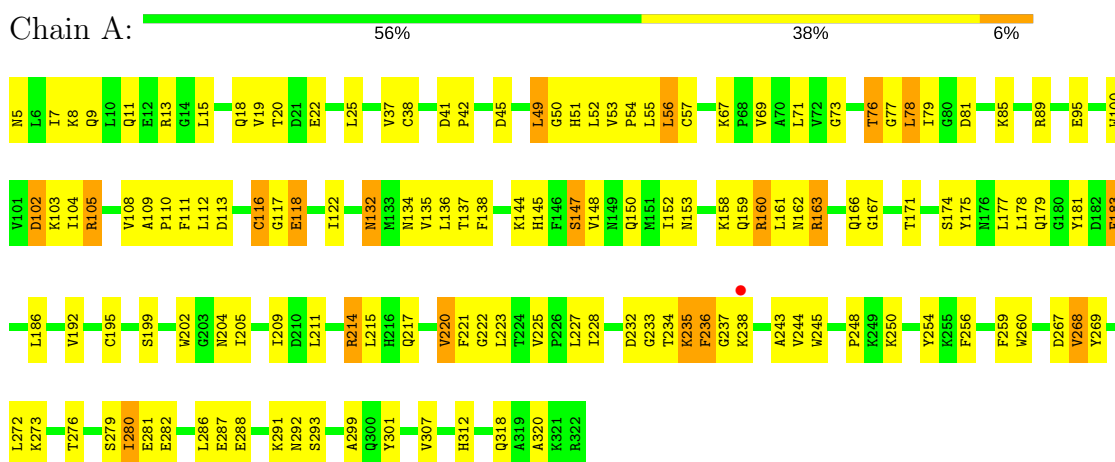 Chain A:
56% 38% 6%
N5 L6 I7 K8 Q9 L10 Q11 E12 R13 G14 L15 Q18 V19 T20 D21 E22 L25 V37 C38 D41 P42 D45 L49 G50 H51 L52 V53 P54 L55 L56 C57 K67 P68 V69 A70 L71 V72 G73 T76 G77 L78 I79 G80 D81 K85 R89 E95 W100
V101 D102 K103 I104 R105 V108 A109 P110 F111 L112 D113 C116 G117 E118 I122 N132 M133 N134 V135 L136 T137 F138 K144 H145 F146 S147 V148 N149 Q150 M151 I152 N153 K158 Q159 R160 L161 N162 R163 Q166 G167 T171 S174 Y175 N176 L177 L178 Q179 G180 Y181 D182
L186 V192 C195 S199 W202 G203 N204 I205 I209 D210 L211 R214 L215 H216 Q217 V220 F221 G222 L223 T224 V225 P226 L227 I228 D232 G233 T234 K235 F236 G237 K238 A243 V244 W245 P248 K249 K250 Y254 K255 F256 F259 W260 D267 V268 Y269
L272 K273 T276 S279 I280 E281 E282 L286 E287 E288 K291 N292 S293 A299 Q300 Y301 V307 H312 Q318 A319 A320 K321 R322